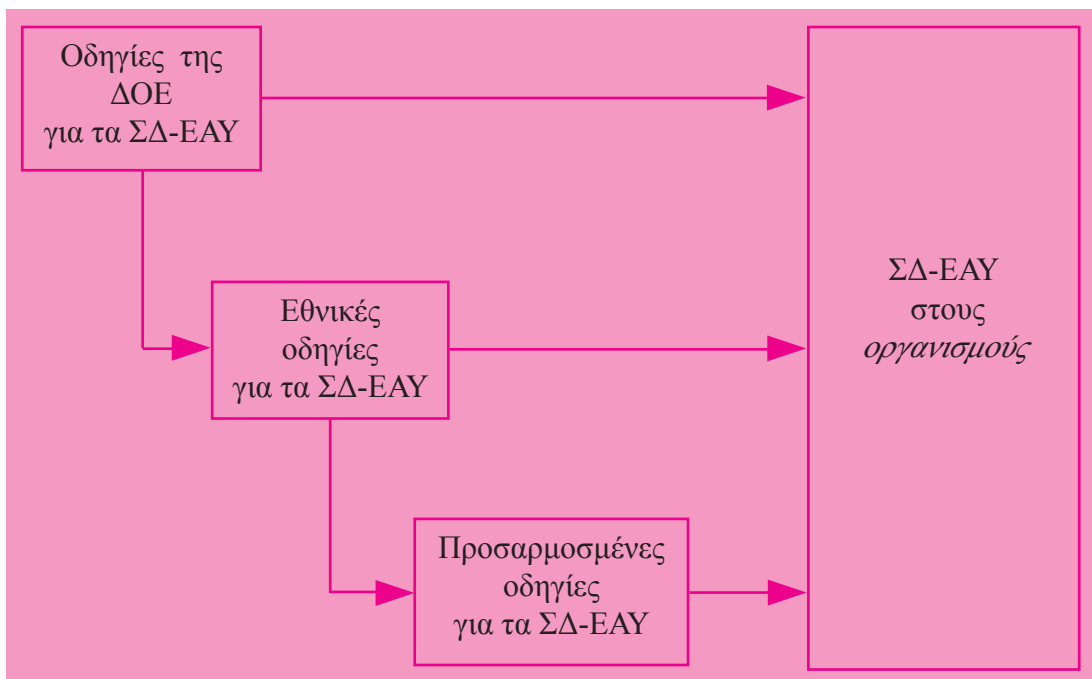 Οδηγίες της
ΔΟΕ
για τα ΣΔ-ΕΑΥ
Εθνικές
οδηγίες
για τα ΣΔ-ΕΑΥ
Προσαρμοσμένες
οδηγίες
για τα ΣΔ-ΕΑΥ
ΣΔ-ΕΑΥ
στους
οργανισμούς